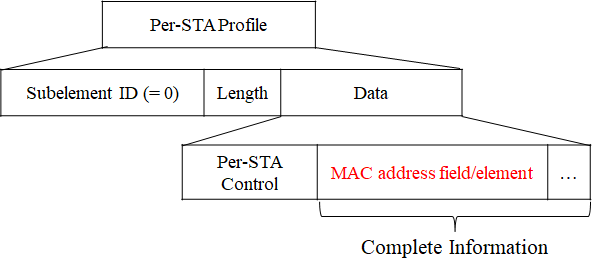 Per-STA Profile
Subelement ID (= 0)
Length
Data
Per-STA
Control
MAC address field/element
...
Complete Information